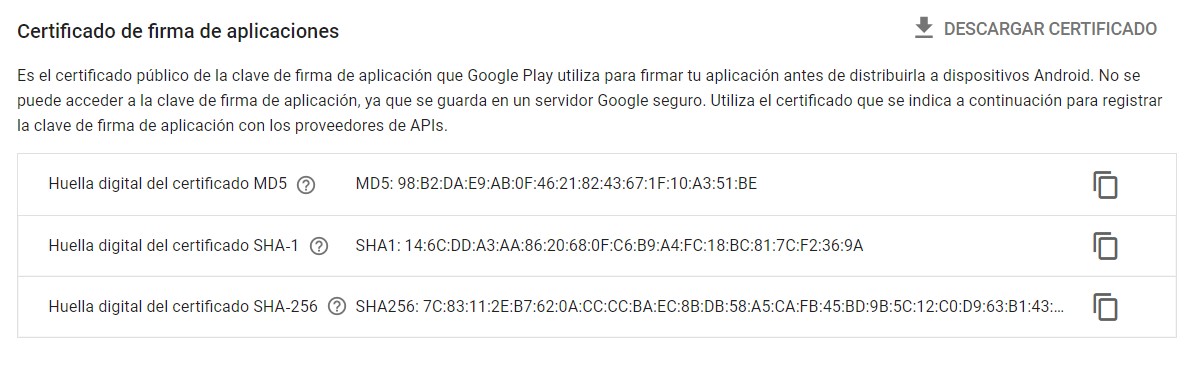 Certificado de firma de aplicaciones
DESCARGAR CERTIFICADO
Es el certificado público de la clave de firma de aplicación que Google Play utiliza para firmar tu aplicación antes de distribuirla a dispositivos Android. No se
puede acceder a la clave de firma de aplicación, ya que se guarda en un servidor Google seguro. Utiliza el certificado que se indica a continuación para registrar
la clave de firma de aplicación con los proveedores de APIs.
Huella digital del certificado MD5 MD5: 98:B2:DA:E9:AB:0F:46:21:82:43:67:1F:10:A3:51:BE
Huella digital del certificado SHA-1 SHA1: 14:6C:DD:A3:AA:86:20:68:0F:C6:B9:A4:FC:18:BC:81:7C:F2:36:9A
Huella digital del certificado SHA-256 SHA256: 7C:83:11:2E:B7:62:0A:CC:CC:BA:EC:8B:DB:58:A5:CA:FB:45:BD:9B:5C:12:C0:D9:63:B1:43:...